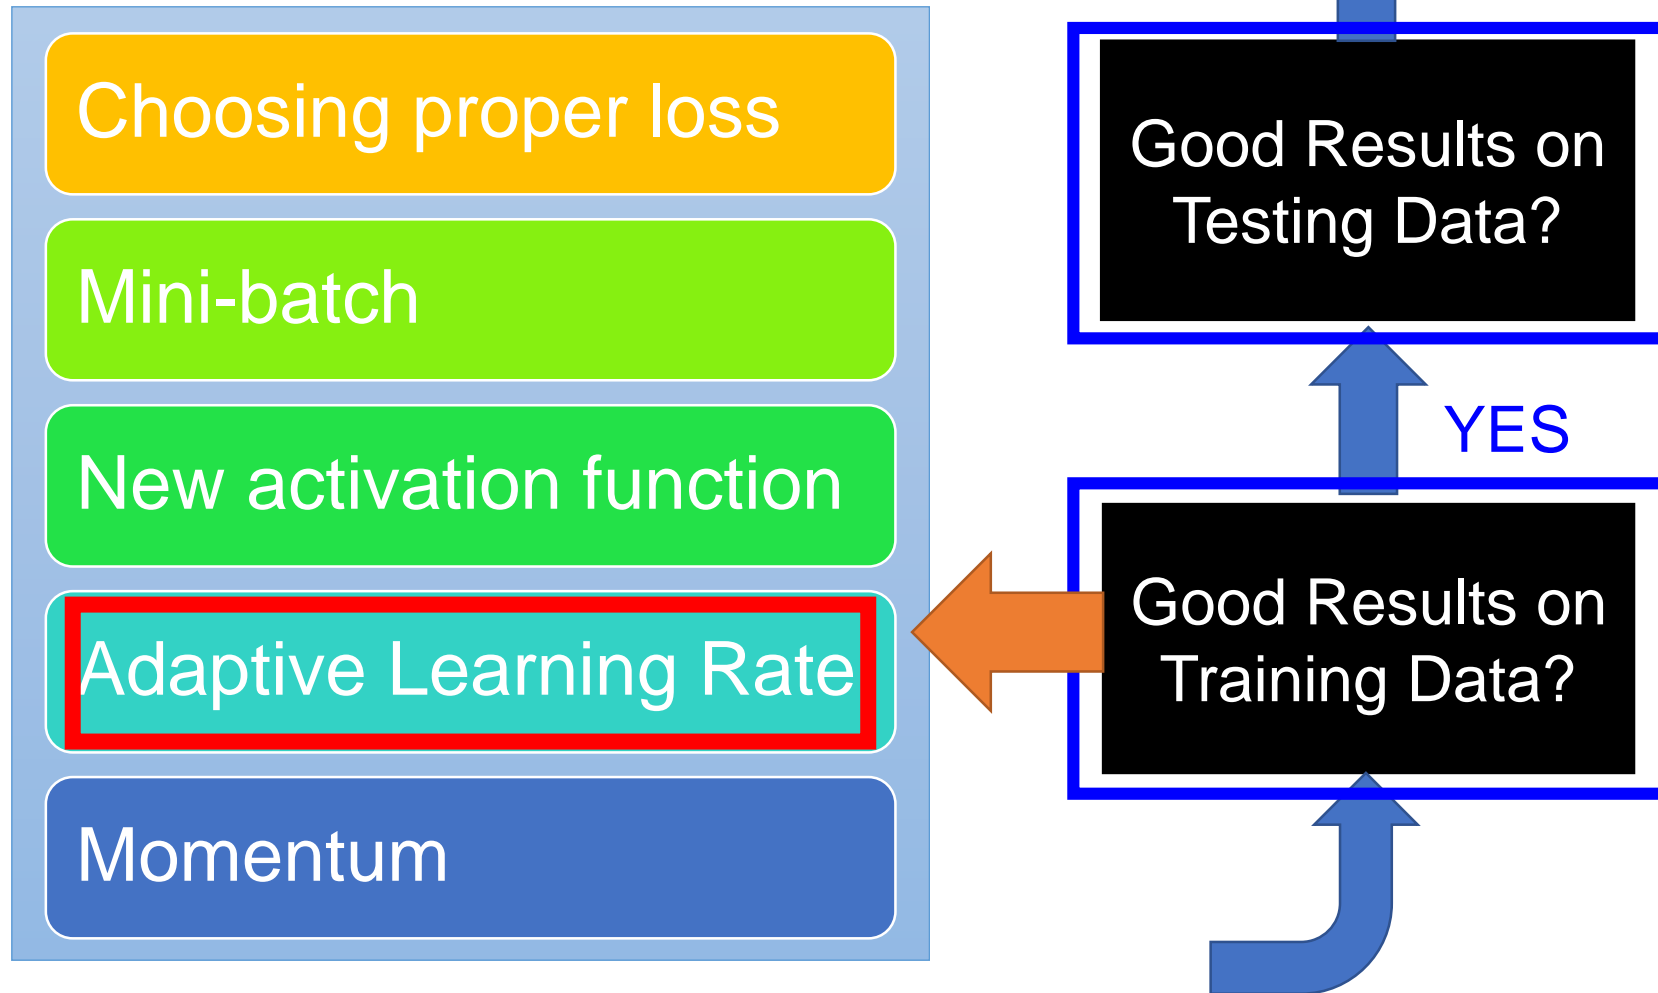 Choosing proper loss
Mini-batch
New activation function
Adaptive Learning Rate
Momentum
Good Results on
Testing Data?
YES
Good Results on
Training Data?